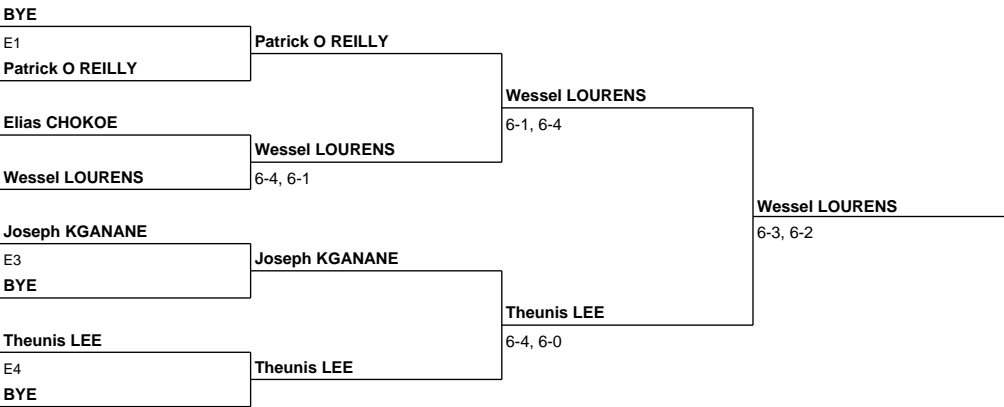 BYE
E1
Patrick O REILLY
Patrick O REILLY
Wessel LOURENS
Elias CHOKOE
6-1, 6-4
Wessel LOURENS
Wessel LOURENS
6-4, 6-1
Wessel LOURENS
Joseph KGANANE
6-3, 6-2
E3
Joseph KGANANE
BYE
Theunis LEE
Theunis LEE
6-4, 6-0
E4
Theunis LEE
BYE